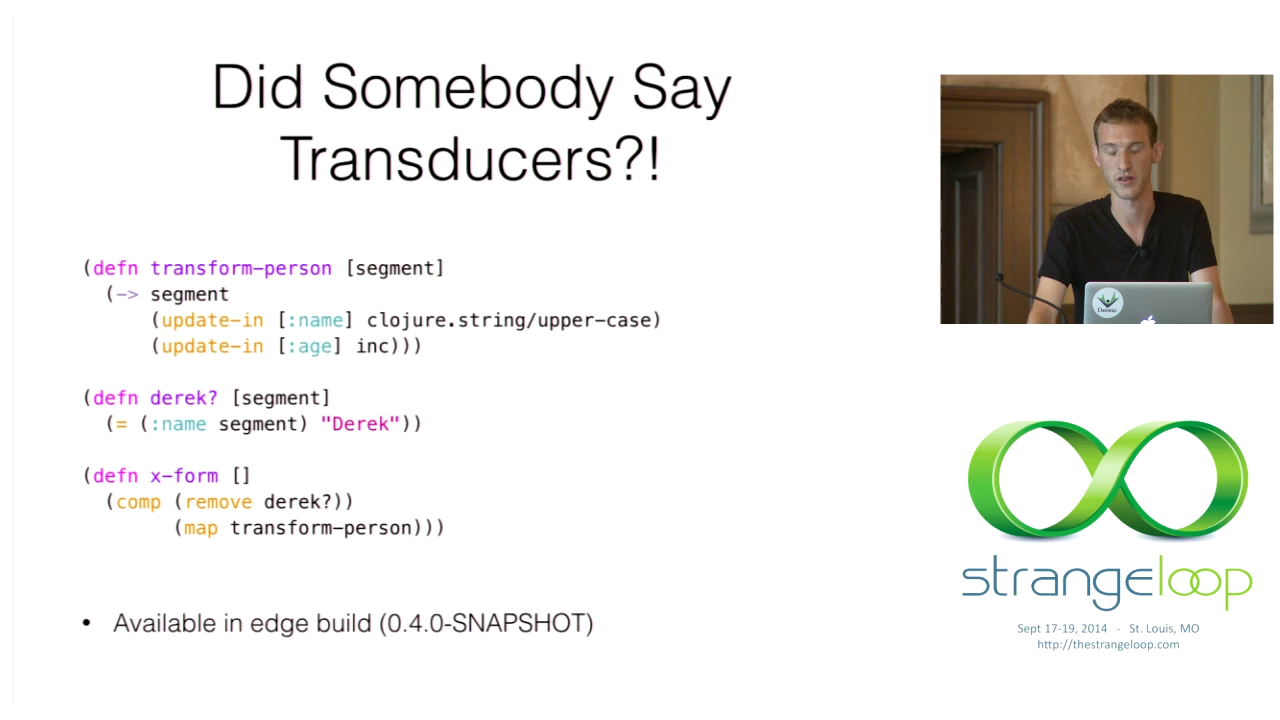 Did Somebody Say
Transducers?!
(defn transform-person [segment]
  (-> segment
      (update-in [:name] clojure.string/upper-case)
      (update-in [:age] inc)))
(defn derek? [segment]
  (= (:name segment) "Derek"))
(defn x-form []
  (comp (remove derek?))
        (map transform-person)))
• Available in edge build (0.4.0-SNAPSHOT)
Datomic
strangeloop
Sept 17-19, 2014 - St. Louis, MO
http://thestrangeloop.com